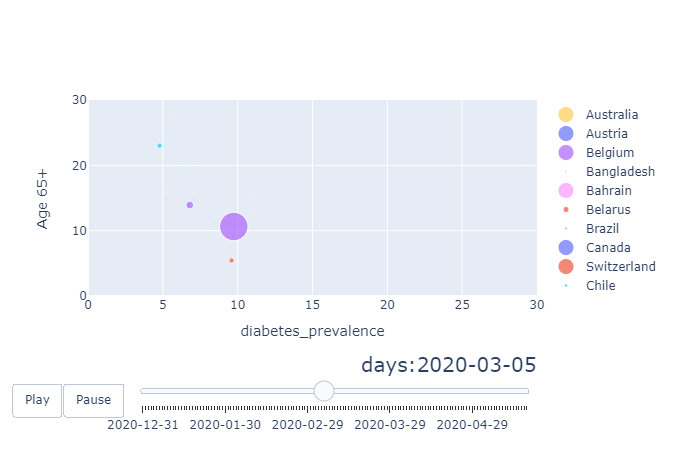 30
20
10
0
Age 65+
0 5 10 15 20 25 30
diabetes_prevalence
Australia
Austria
Belgium
Bangladesh
Bahrain
Belarus
Brazil
Canada
Switzerland
Chile
days:2020-03-05
Play Pause
2020-12-31 2020-01-30 2020-02-29 2020-03-29 2020-04-29